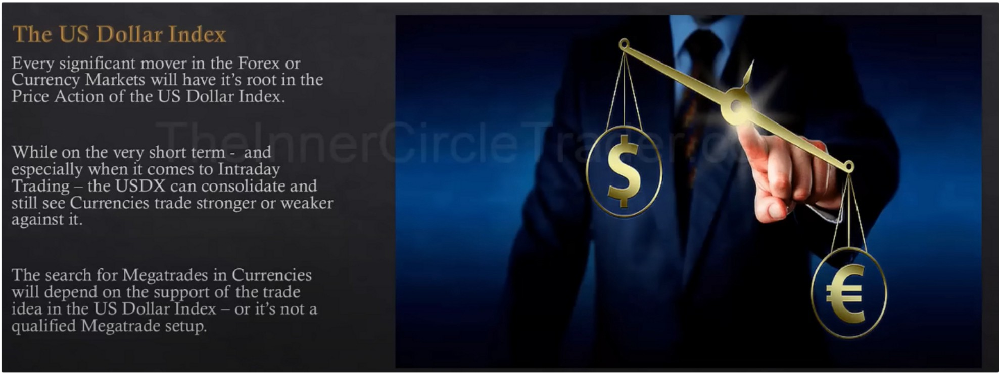 The US Dollar Index
Every significant mover in the Forex or
Currency Markets will have it's root in the
Price Action of the US Dollar Index.
TheInnerCircleTrader.co
While on the very short term -  and
especially when it comes to Intraday
Trading – the USDX can consolidate and
still see Currencies trade stronger or weaker
against it.
The search for Megatrades in Currencies
will depend on the support of the trade
idea in the US Dollar Index – or it's not a
qualified Megatrade setup.
$
€